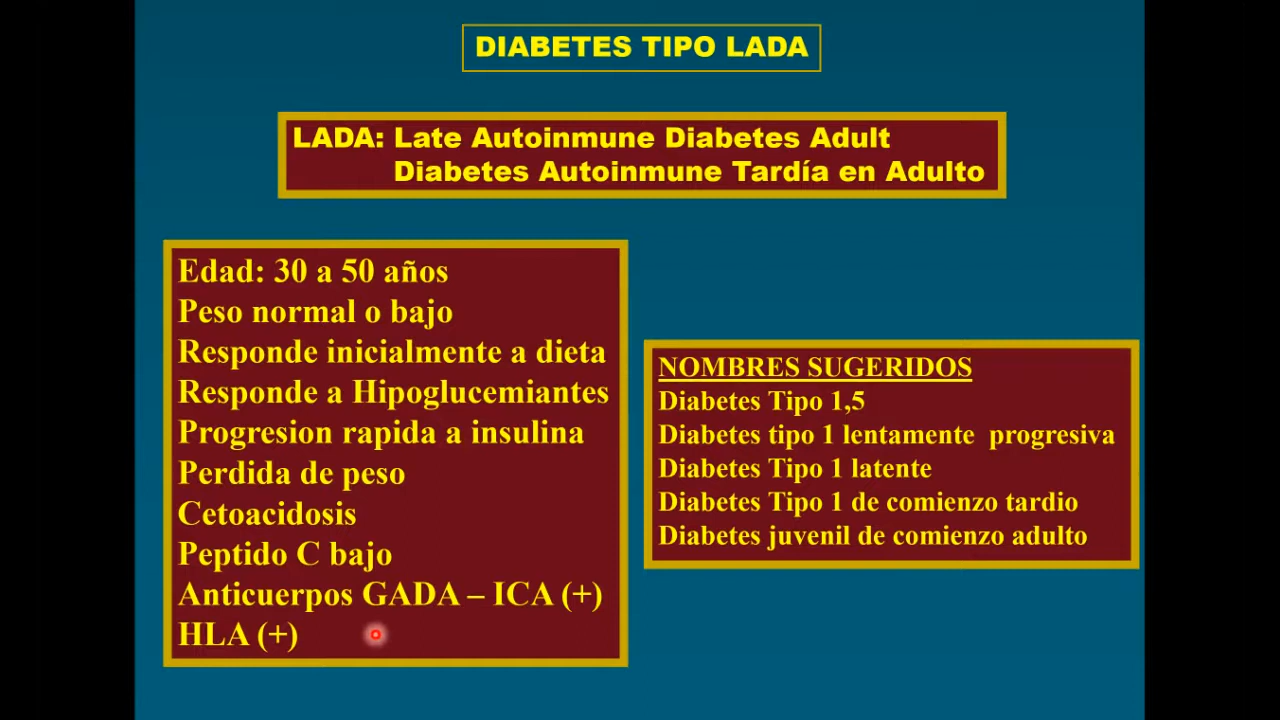 DIABETES TIPO LADA
LADA: Late Autoinmune Diabetes Adult
Diabetes Autoinmune Tardía en Adulto
Edad: 30 a 50 años
Peso normal o bajo
Responde inicialmente a dieta
Responde a Hipoglucemiantes
Progresion rapida a insulina
Perdida de peso
Cetoacidosis
Peptido C bajo
Anticuerpos GADA – ICA (+)
HLA (+)
NOMBRES SUGERIDOS
Diabetes Tipo 1,5
Diabetes tipo 1 lentamente progresiva
Diabetes Tipo 1 latente
Diabetes Tipo 1 de comienzo tardio
Diabetes juvenil de comienzo adulto